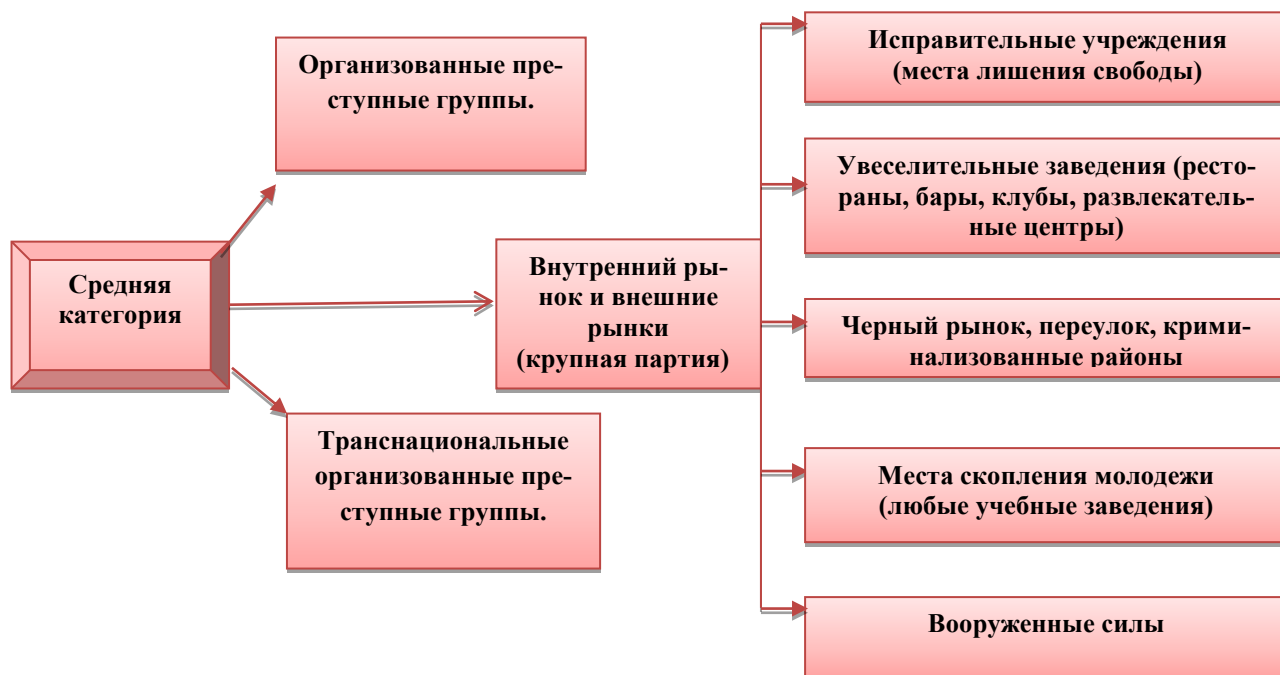 Организованные пре-
ступные группы.
Средняя
категория
Транснациональные
организованные пре-
ступные группы.
Внутренний ры-
нок и внешние
рынки
(крупная партия)
Исправительные учреждения
(места лишения свободы)
Увеселительные заведения (ресто-
раны, бары, клубы, развлекатель-
ные центры)
Черный рынок, переулок, крими-
нализованные районы
Места скопления молодежи
(любые учебные заведения)
Вооруженные силы